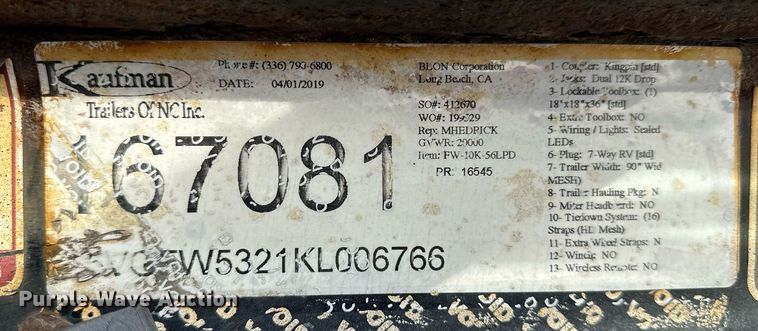 Kaufman
Trailers Of NC Inc.
Phone #: (336) 790-6800
DATE: 04/01/2019
167081
W5321KL006766
BLON Corporation
Long Beach, CA
SO#: 412670
WO#:
Rep: MHEDRICK
GVWR: 20000
Item: FW-10K-56LPD
PR: 16545
1- Coupler: Kingpin [std]
2- Jacks: Dual 12K Drop
3- Lockable Toolbox: (1)
18"x18"x36" [std]
4- Extra Toolbox: NO
5- Wiring / Lights: Sealed
LEDs
6- Plug: 7-Way RV [std]
7- Trailer Width: 90" Wid
MESH)
8- Trailer Hauling Pkg: N
9- Miter Headboard: NO
10- Tiedown System: (16)
Straps (HL Mesh)
11- Extra Wheel Straps: N
12- Winch: NO
13- Wireless Remote: NO
Purple Wave Auction